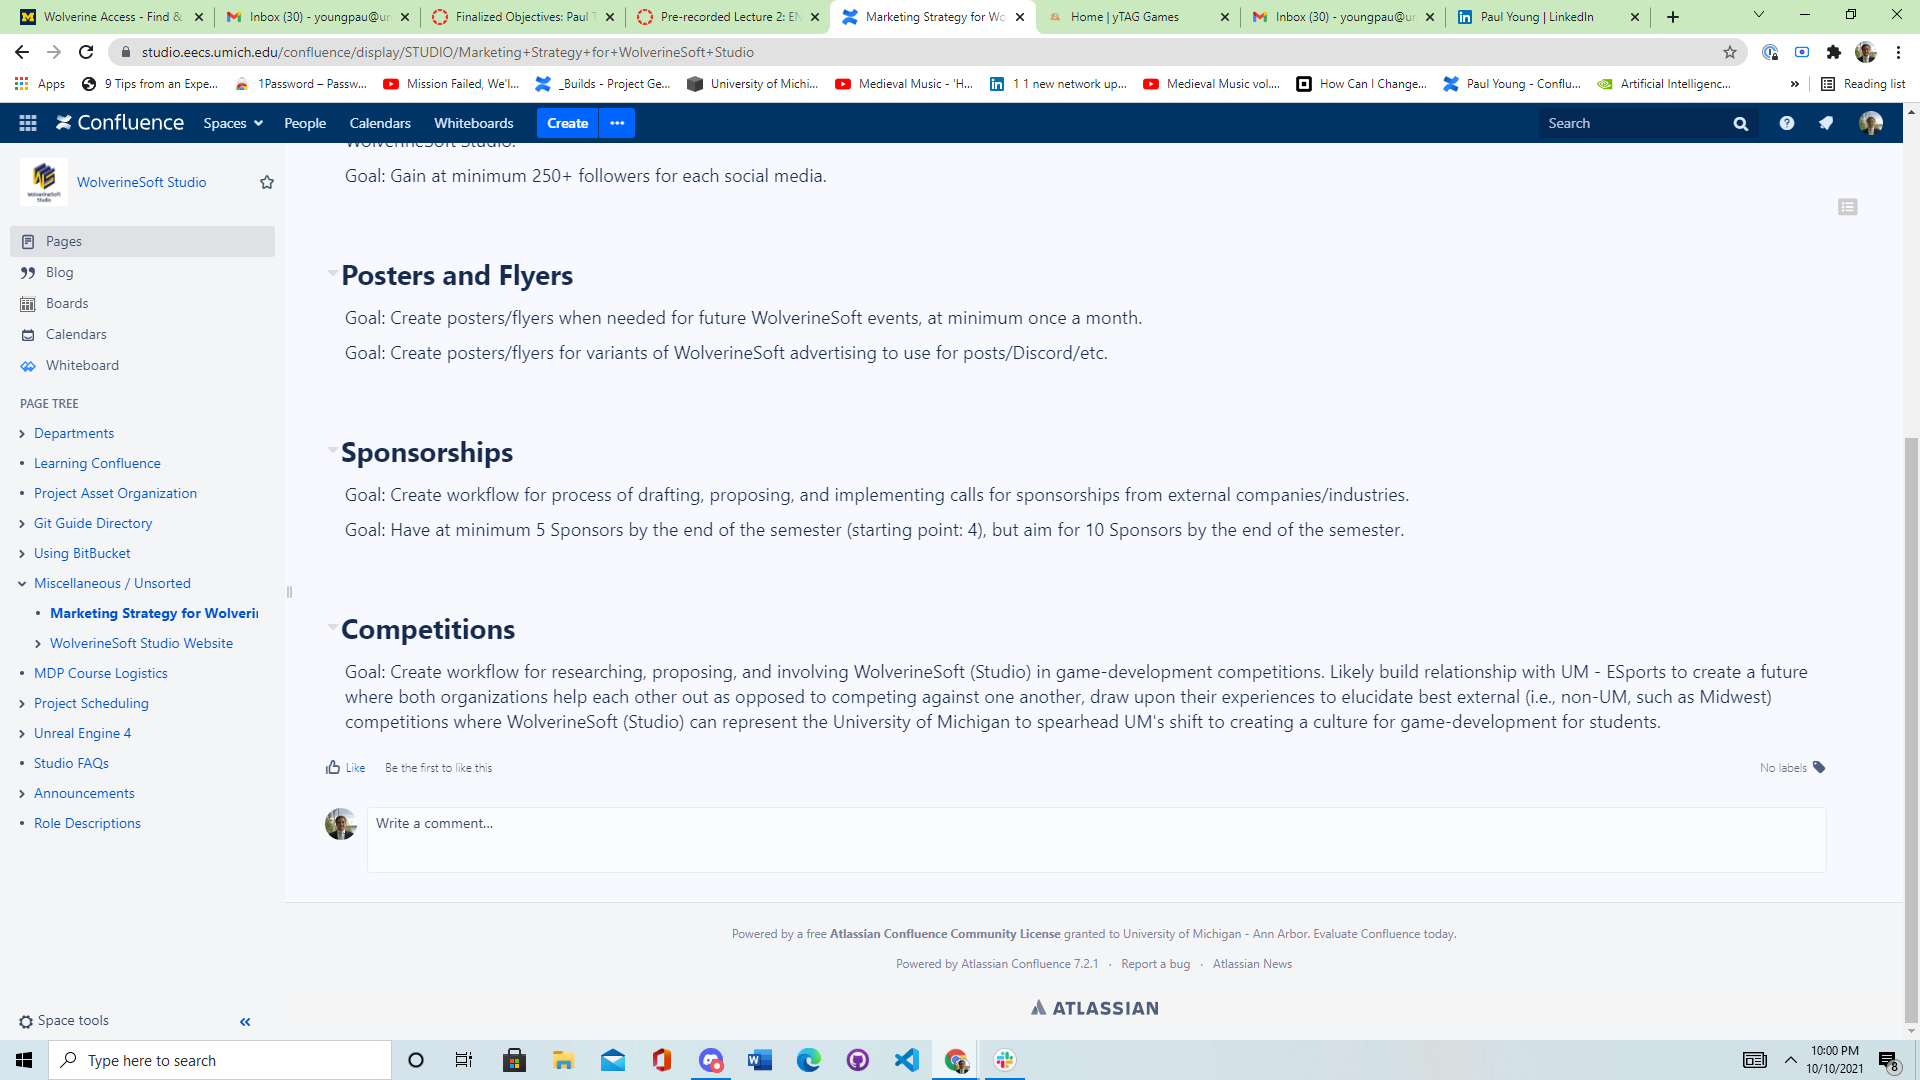 Wolverine Access - Find &
Inbox (30) - youngpau@un
Finalized Objectives: Paul T
Pre-recorded Lecture 2: EN
Marketing Strategy for Wo
Home | yTAG Games
Inbox (30) - youngpau@ur
Paul Young | LinkedIn
studio.eecs.umich.edu/confluence/display/STUDIO/Marketing+Strategy+for+WolverineSoft+Studio
Apps
9 Tips from an Expe...
1Password – Passw...
Mission Failed, We'l...
_Builds - Project Ge...
University of Michi...
Medieval Music - 'H...
1 1 new network up...
Medieval Music vol....
How Can I Change...
Paul Young - Conflu...
Artificial Intelligenc...
»
Reading list
Confluence
Spaces
People
Calendars
Whiteboards
Create
Search
WolverineSoft Studio
WolverineSoft Studio
Pages
Blog
Boards
Calendars
Whiteboard
PAGE TREE
Departments
Learning Confluence
Project Asset Organization
Git Guide Directory
Using BitBucket
Miscellaneous / Unsorted
Marketing Strategy for Wolverin
WolverineSoft Studio Website
MDP Course Logistics
Project Scheduling
Unreal Engine 4
Studio FAQs
Announcements
Role Descriptions
Space tools
WolverineSoft Studio.
Goal: Gain at minimum 250+ followers for each social media.
Posters and Flyers
Goal: Create posters/flyers when needed for future WolverineSoft events, at minimum once a month.
Goal: Create posters/flyers for variants of WolverineSoft advertising to use for posts/Discord/etc.
Sponsorships
Goal: Create workflow for process of drafting, proposing, and implementing calls for sponsorships from external companies/industries.
Goal: Have at minimum 5 Sponsors by the end of the semester (starting point: 4), but aim for 10 Sponsors by the end of the semester.
Competitions
Goal: Create workflow for researching, proposing, and involving WolverineSoft (Studio) in game-development competitions. Likely build relationship with UM - ESports to create a future
where both organizations help each other out as opposed to competing against one another, draw upon their experiences to elucidate best external (i.e., non-UM, such as Midwest)
competitions where WolverineSoft (Studio) can represent the University of Michigan to spearhead UM's shift to creating a culture for game-development for students.
Like
Be the first to like this
No labels
Write a comment...
Powered by a free Atlassian Confluence Community License granted to University of Michigan - Ann Arbor. Evaluate Confluence today.
Powered by Atlassian Confluence 7.2.1 · Report a bug · Atlassian News
ATLASSIAN
Type here to search
10:00 PM
10/10/2021
8